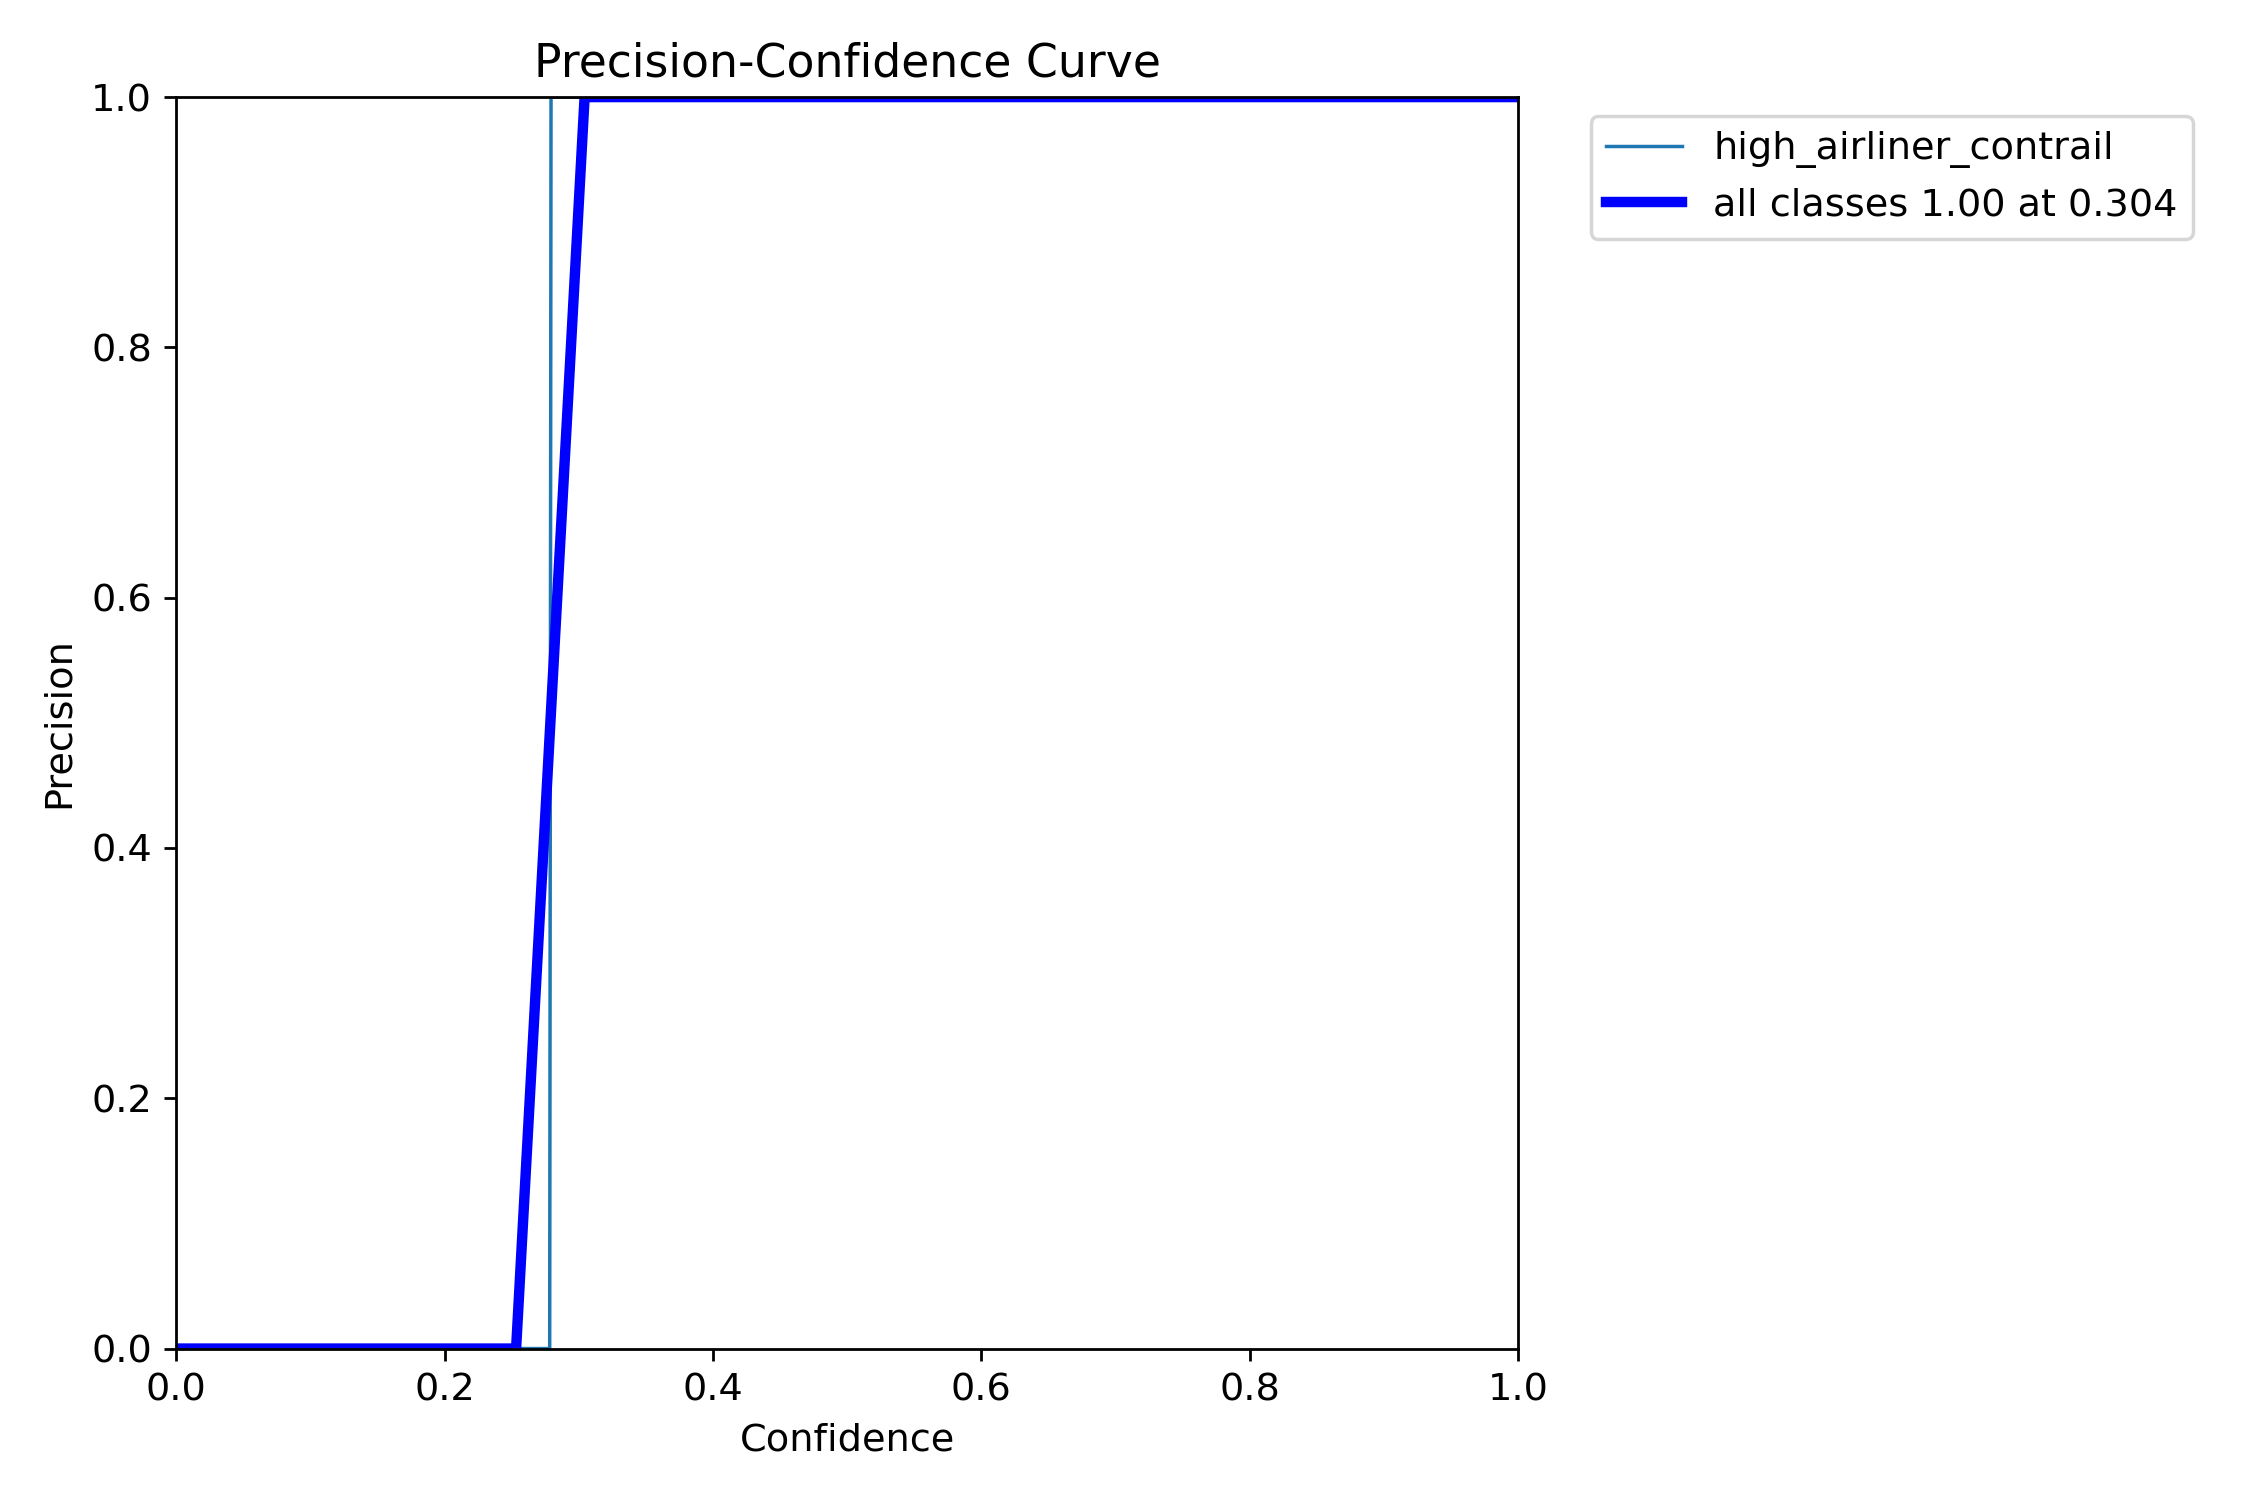 Precision-Confidence Curve
1.0
0.8
0.6
0.4
0.2
0.0
Precision
0.0 0.2 0.4 0.6 0.8 1.0
Confidence
high_airliner_contrail
all classes 1.00 at 0.304